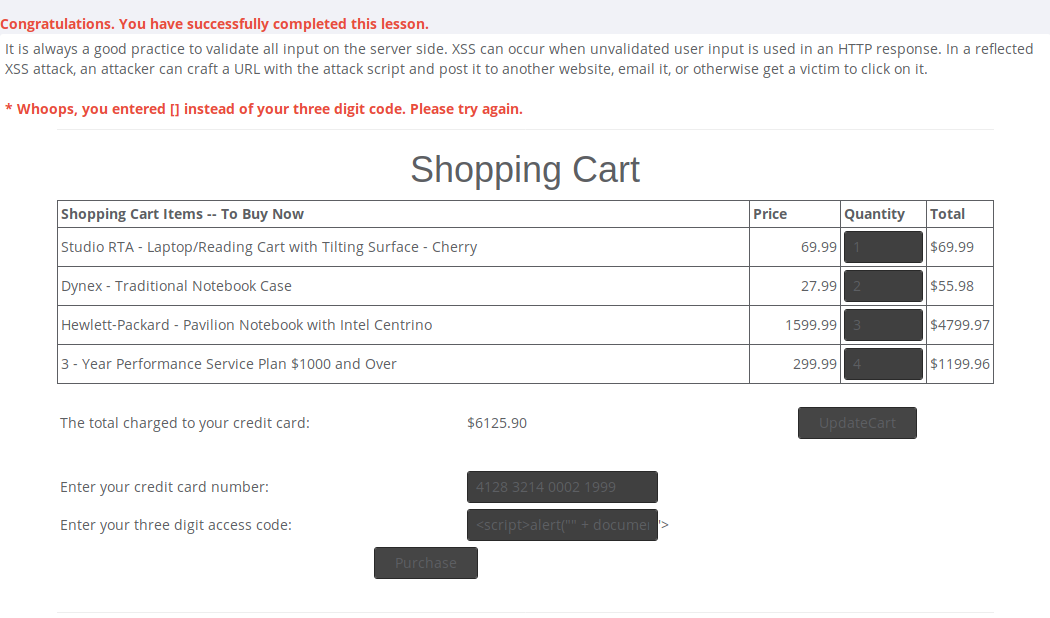 Congratulations. You have successfully completed this lesson.
It is always a good practice to validate all input on the server side. XSS can occur when unvalidated user input is used in an HTTP response. In a reflected
XSS attack, an attacker can craft a URL with the attack script and post it to another website, email it, or otherwise get a victim to click on it.
* Whoops, you entered [] instead of your three digit code. Please try again.
Shopping Cart
Shopping Cart Items -- To Buy Now Price Quantity Total
Studio RTA - Laptop/Reading Cart with Tilting Surface - Cherry 69.99 1 $69.99
Dynex - Traditional Notebook Case 27.99 2 $55.98
Hewlett-Packard - Pavilion Notebook with Intel Centrino 1599.99 3 $4799.97
3 - Year Performance Service Plan $1000 and Over 299.99 4 $1199.96
The total charged to your credit card: $6125.90 UpdateCart
Enter your credit card number: 4128 3214 0002 1999
Enter your three digit access code: <script>alert("" + documen '>
Purchase